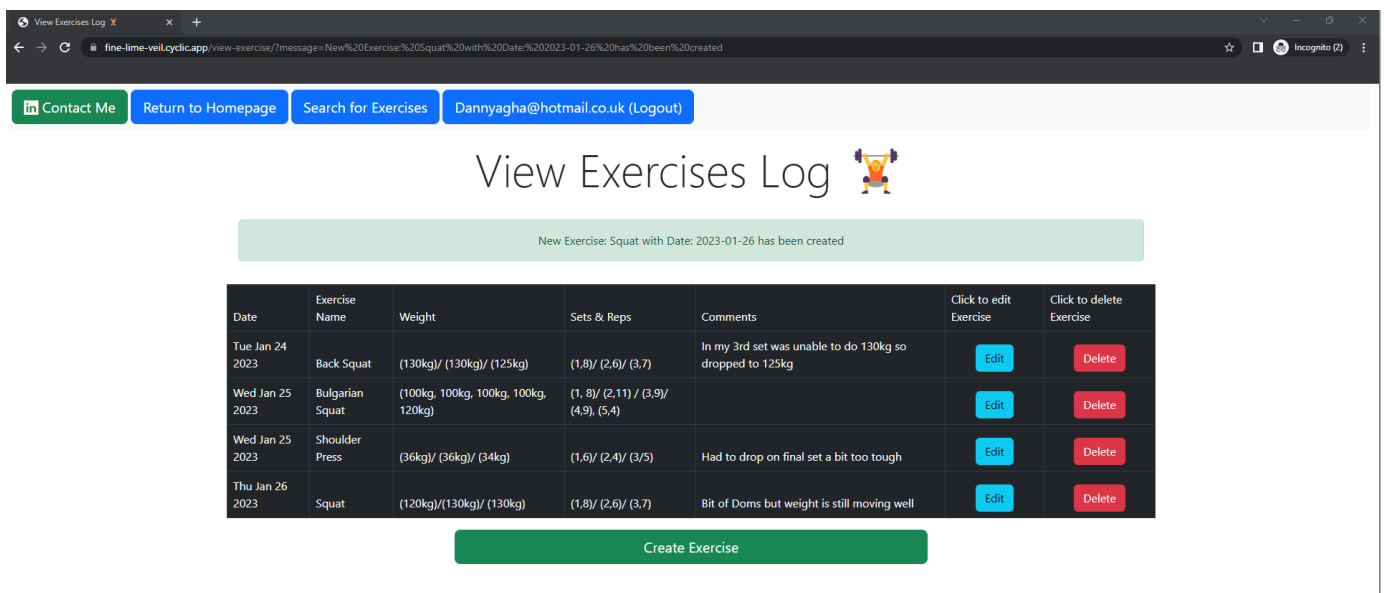 View Exercises Log
fine-lime-veil.cyclic.app/view-exercise/?message=New%20Exercise:%20Squat%20with%20Date:%202023-01-26%20has%20been%20created
Incognito (2)
in Contact Me Return to Homepage Search for Exercises Dannyagha@hotmail.co.uk (Logout)
View Exercises Log
New Exercise: Squat with Date: 2023-01-26 has been created
Date Exercise Name Weight Sets & Reps Comments Click to edit Exercise Click to delete Exercise
Tue Jan 24 2023 Back Squat (130kg)/ (130kg)/ (125kg) (1,8)/ (2,6)/ (3,7) In my 3rd set was unable to do 130kg so dropped to 125kg Edit Delete
Wed Jan 25 2023 Bulgarian Squat (100kg, 100kg, 100kg, 100kg, 120kg) (1, 8)/ (2,11) / (3,9)/ (4,9), (5,4) Edit Delete
Wed Jan 25 2023 Shoulder Press (36kg)/ (36kg)/ (34kg) (1,6)/ (2,4)/ (3/5) Had to drop on final set a bit too tough Edit Delete
Thu Jan 26 2023 Squat (120kg)/(130kg)/ (130kg) (1,8)/ (2,6)/ (3,7) Bit of Doms but weight is still moving well Edit Delete
Create Exercise